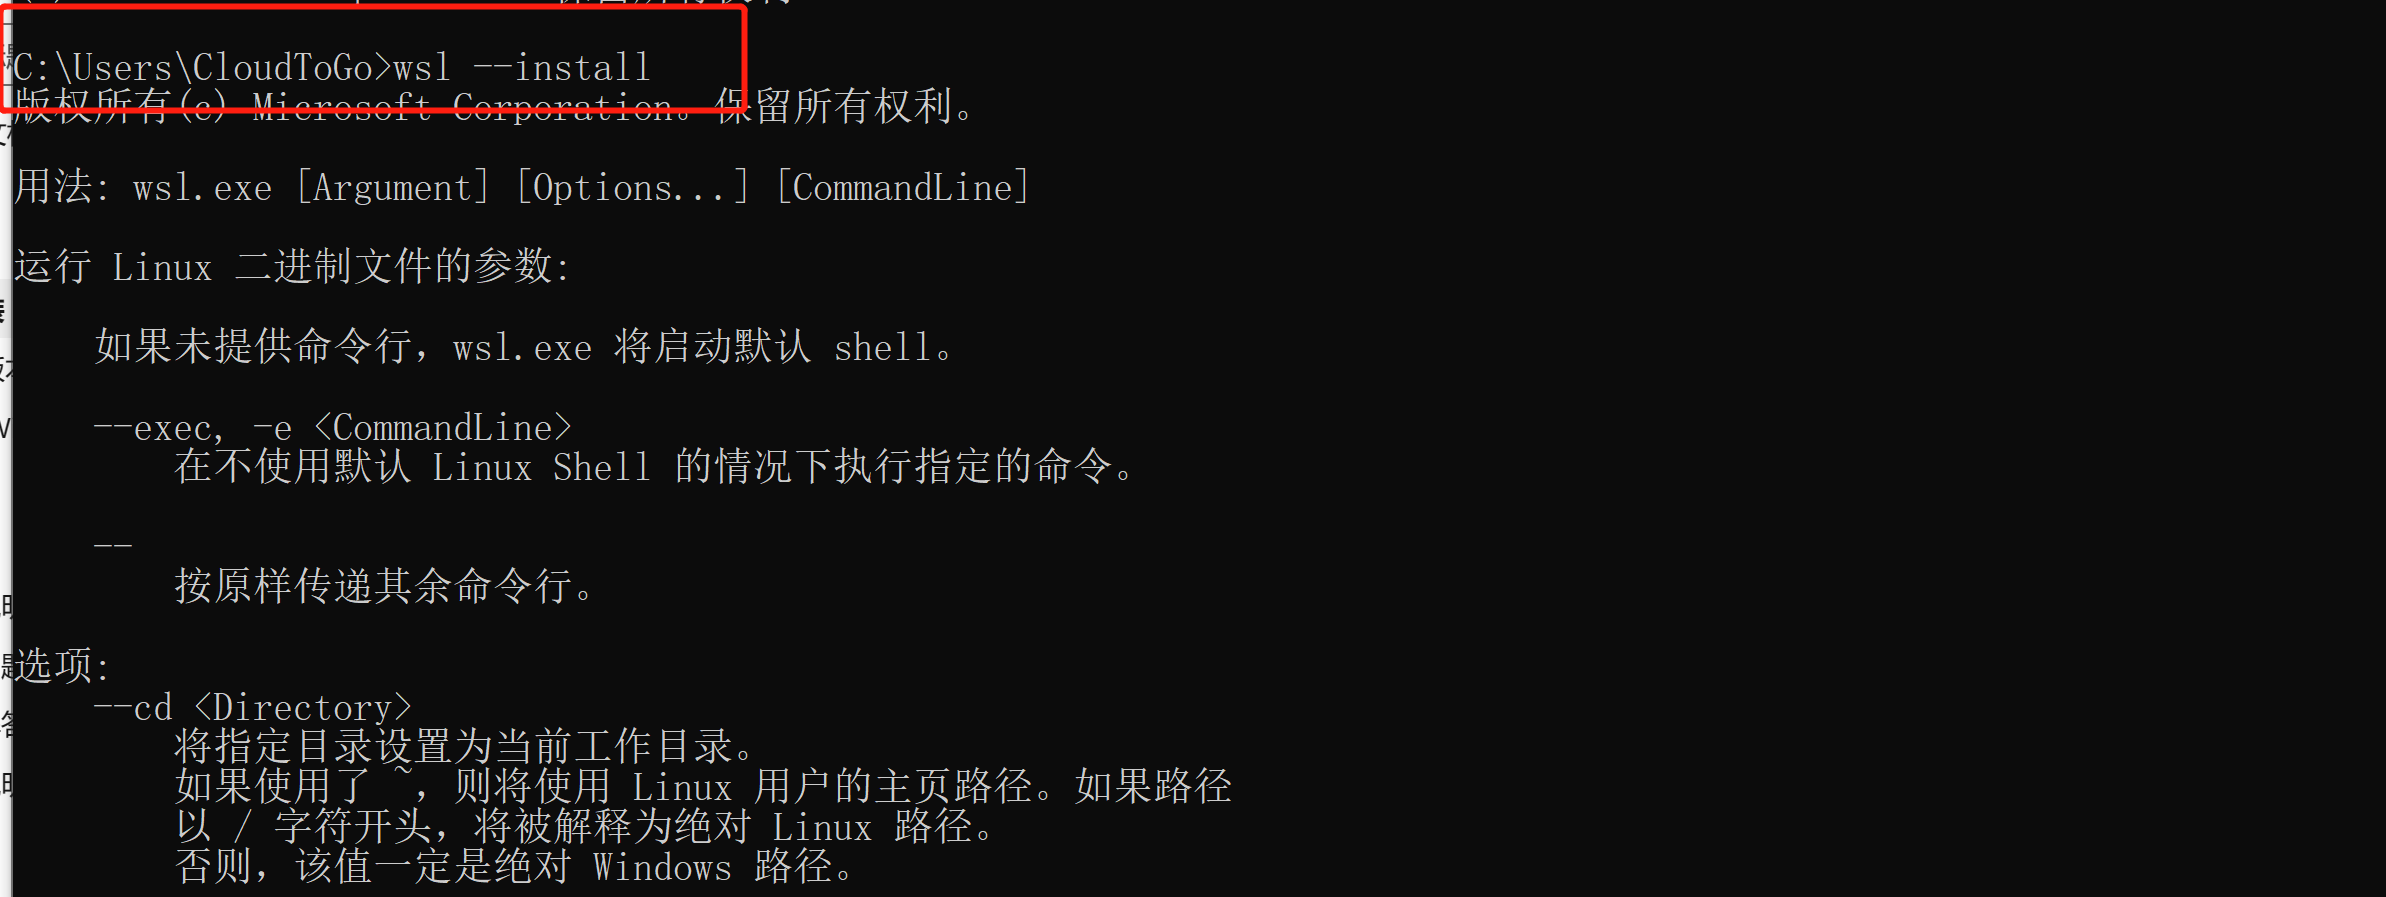 C:\Users\CloudToGo>wsl --install
版权所有(c) Microsoft Corporation。保留所有权利。
用法: wsl.exe [Argument] [Options...] [CommandLine]
运行 Linux 二进制文件的参数:
如果未提供命令行，wsl.exe 将启动默认 shell。
--exec, -e <CommandLine>
在不使用默认 Linux Shell 的情况下执行指定的命令。
--
按原样传递其余命令行。
选项:
--cd <Directory>
将指定目录设置为当前工作目录。
如果使用了 ~，则将使用 Linux 用户的主页路径。如果路径
以 / 字符开头，将被解释为绝对 Linux 路径。
否则，该值一定是绝对 Windows 路径。